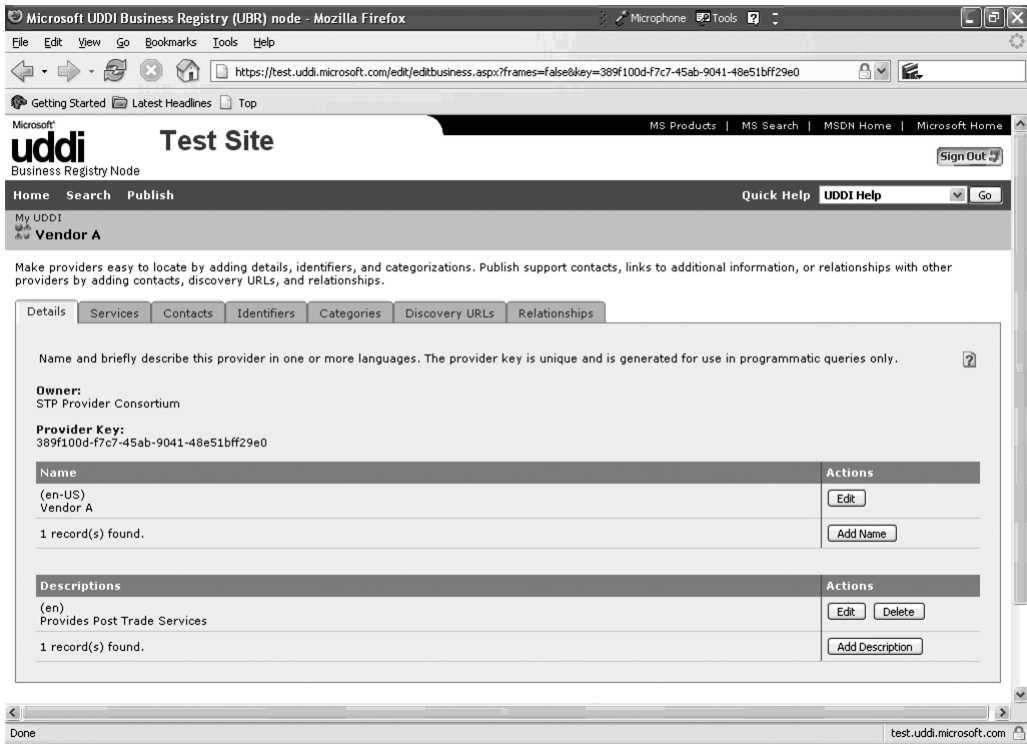 Microsoft UDDI Business Registry (UBR) node - Mozilla Firefox
Microphone Tools
File Edit View Go Bookmarks Tools Help
https://test.uddi.microsoft.com/edit/editbusiness.aspx?frames=false&key=389f100d-f7c7-45ab-9041-48e51bff29e0
Getting Started Latest Headlines Top
Microsoft®
uddi
Business Registry Node
Test Site
MS Products | MS Search | MSDN Home | Microsoft Home
Sign Out
Home Search Publish
Quick Help UDDI Help Go
My UDDI
Vendor A
Make providers easy to locate by adding details, identifiers, and categorizations. Publish support contacts, links to additional information, or relationships with other
providers by adding contacts, discovery URLs, and relationships.
Details Services Contacts Identifiers Categories Discovery URLs Relationships
Name and briefly describe this provider in one or more languages. The provider key is unique and is generated for use in programmatic queries only.
Owner:
STP Provider Consortium
Provider Key:
389f100d-f7c7-45ab-9041-48e51bff29e0
Name Actions
(en-US)
Vendor A
Edit
1 record(s) found. Add Name
Descriptions Actions
(en)
Provides Post Trade Services
Edit Delete
1 record(s) found. Add Description
Done test.uddi.microsoft.com